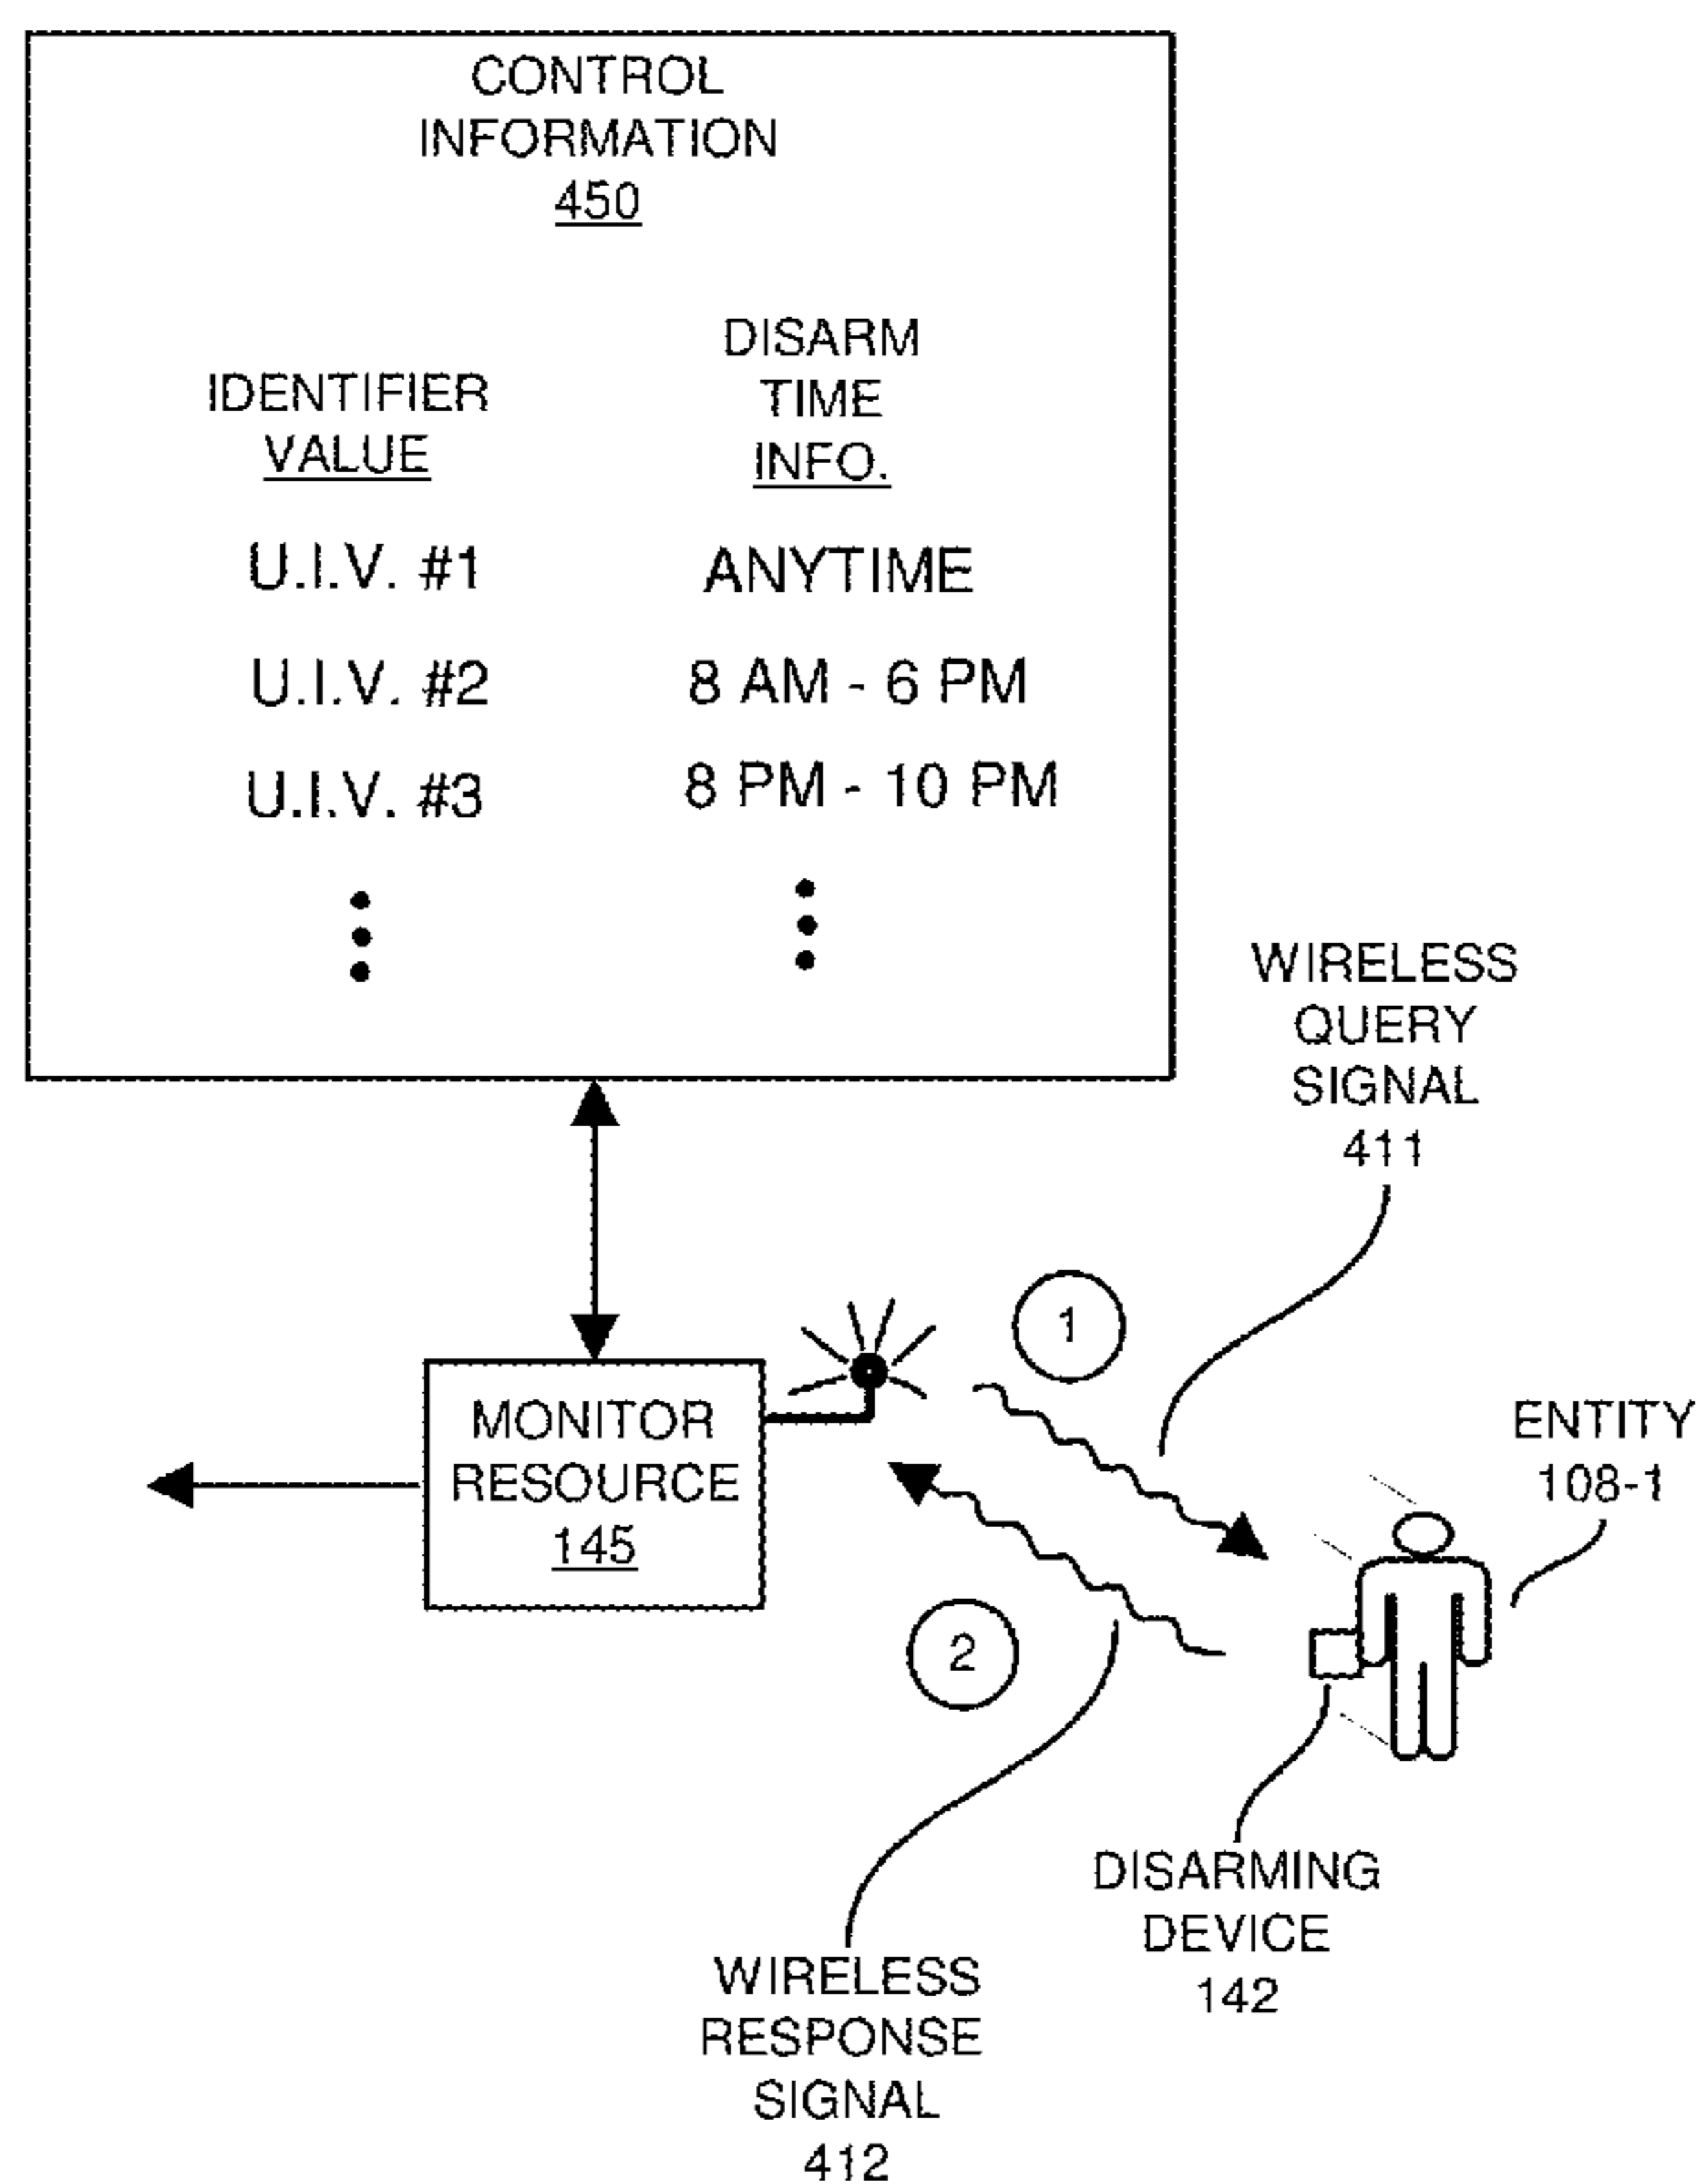 CONTROL
INFORMATION
450
IDENTIFIER
VALUE
DISARM
TIME
INFO.
U.I.V. #1
ANYTIME
U.I.V. #2
8 AM - 6 PM
U.I.V. #3
8 PM - 10 PM
WIRELESS
QUERY
SIGNAL
411
1
MONITOR
RESOURCE
145
ENTITY
108-1
2
DISARMING
DEVICE
142
WIRELESS
RESPONSE
SIGNAL
412